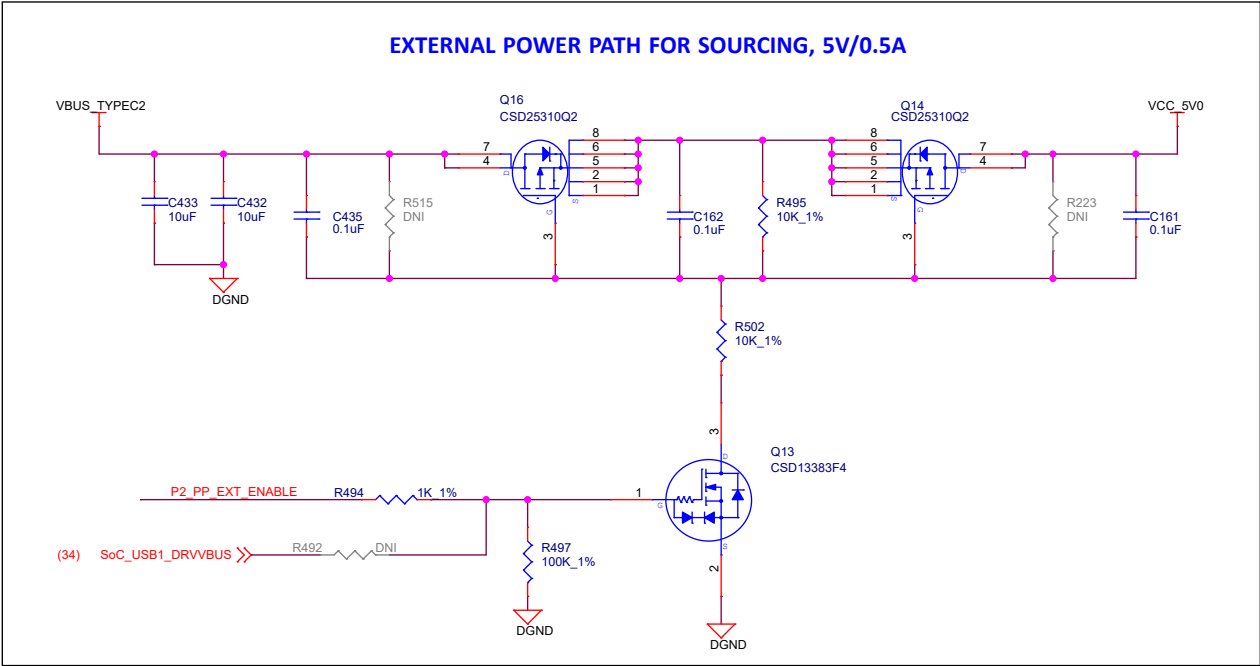 EXTERNAL POWER PATH FOR SOURCING, 5V/0.5A
VBUS_TYPEC2
Q16
CSD25310Q2
Q14
CSD25310Q2
VCC_5V0
7
4
D
8
6
5
2
1
S
G
3
8
6
5
2
1
S
7
4
D
G
3
C433
10uF
C432
10uF
C435
0.1uF
R515
DNI
C162
0.1uF
R495
10K_1%
R223
DNI
C161
0.1uF
DGND
R502
10K_1%
3
D
Q13
CSD13383F4
P2_PP_EXT_ENABLE
R494
1K_1%
1
G
(34)
SoC_USB1_DRVVBUS
R492
DNI
R497
100K_1%
S
2
DGND
DGND